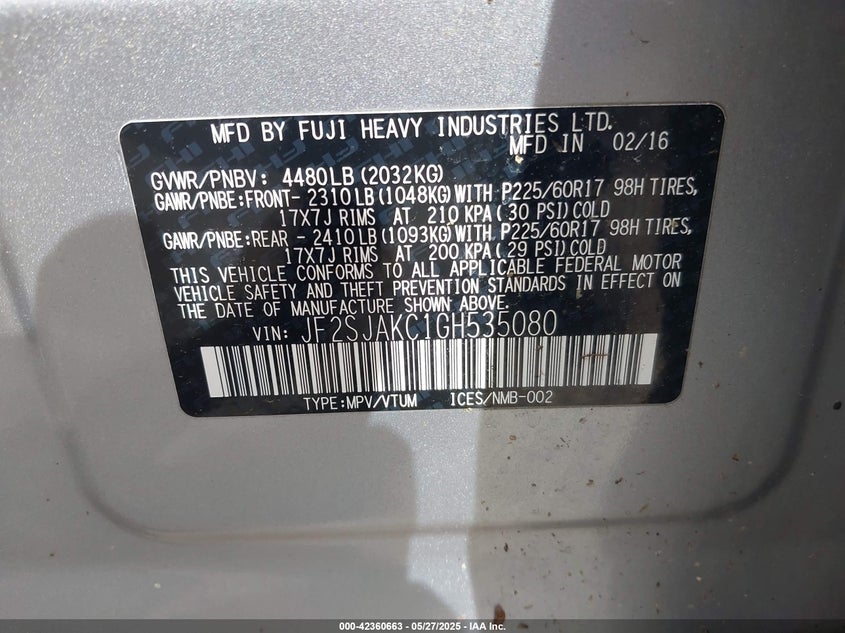 MFD BY FUJI HEAVY INDUSTRIES LTD.
MFD IN 02/16
GVWR/PNBV: 4480LB (2032KG)
GAWR/PNBE:FRONT- 2310LB (1048KG)WITH P225/60R17 98H TIRES,
17X7J RIMS AT 210 KPA (30 PSI)COLD
GAWR/PNBE:REAR - 2410LB (1093KG)WITH P225/60R17 98H TIRES,
17X7J RIMS AT 200 KPA (29 PSI)COLD
THIS VEHICLE CONFORMS TO ALL APPLICABLE FEDERAL MOTOR
VEHICLE SAFETY AND THEFT PREVENTION STANDARDS IN EFFECT ON
THE DATE OF MANUFACTURE SHOWN ABOVE.
VIN: JF2SJAKC1GH535080
TYPE:MPV/VTUM ICES/NMB-002
000-42360663 - 05/27/2025 - IAA Inc.